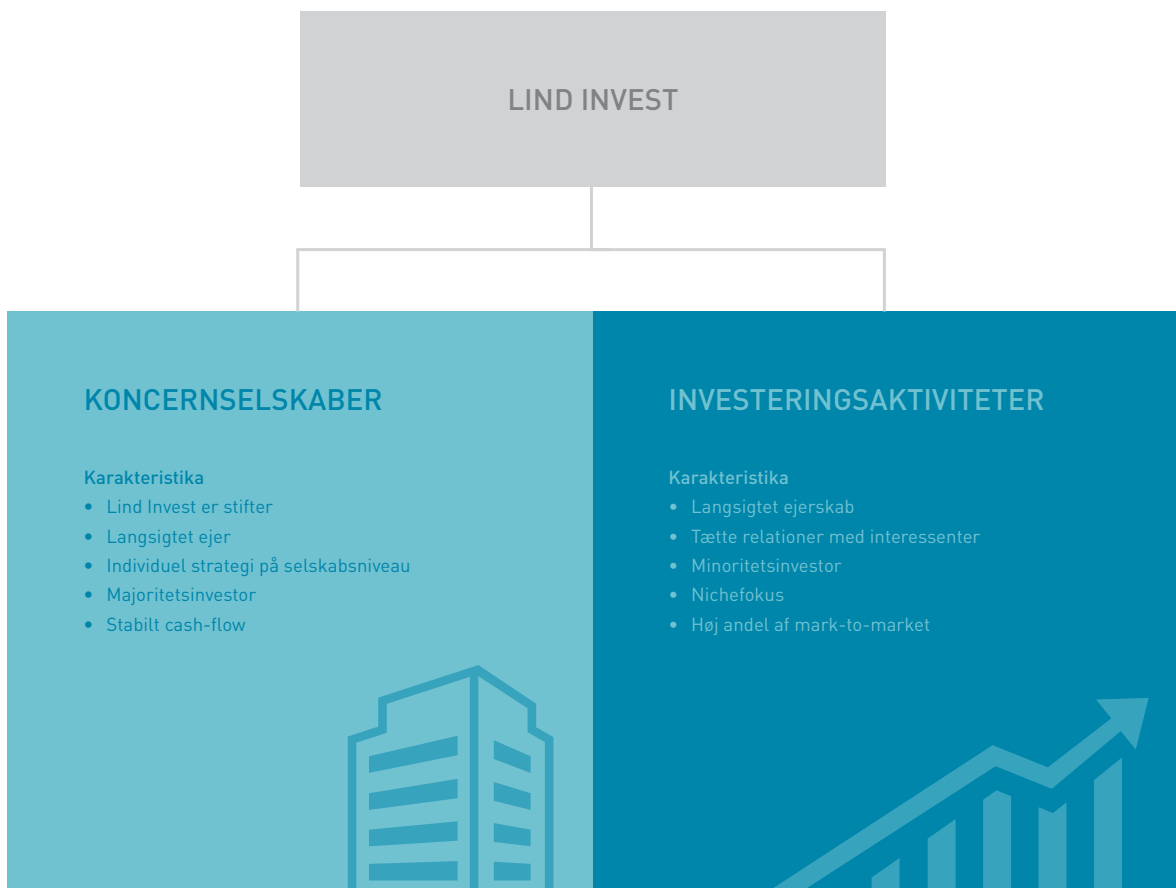 LIND INVEST
KONCERNSELSKABER
Karakteristika
• Lind Invest er stifter
• Langsigtet ejer
• Individuel strategi på selskabsniveau
• Majoritetsinvestor
• Stabilt cash-flow
INVESTERINGSAKTIVITETER
Karakteristika
• Langsigtet ejerskab
• Tætte relationer med interessenter
• Minoritetsinvestor
• Nichefokus
• Høj andel af mark-to-market